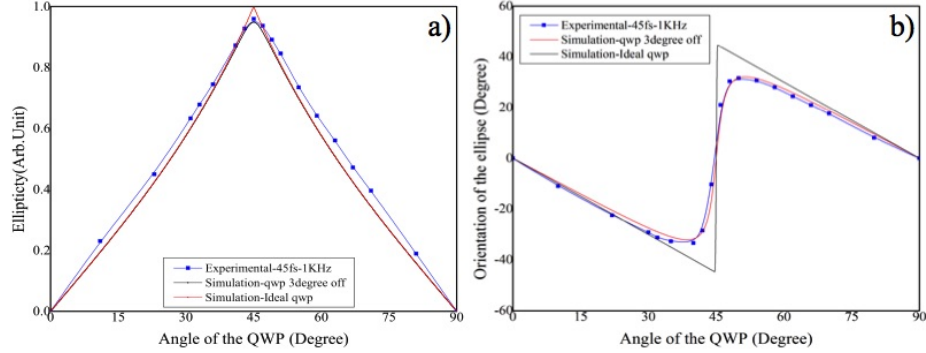 a)
1.0
0.8
0.6
0.4
0.2
0.0
Ellipticty(Arb.Unit)
Experimental-45fs-1KHz
Simulation-qwp 3degree off
Simulation-Ideal qwp
0 15 30 45 60 75 90
Angle of the QWP (Degree)
b)
60
40
20
0
-20
-40
-60
Orientation of the ellipse (Degree)
Experimental-45fs-1KHz
Simulation-qwp 3degree off
Simulation-Ideal qwp
0 15 30 45 60 75 90
Angle of the QWP (Degree)